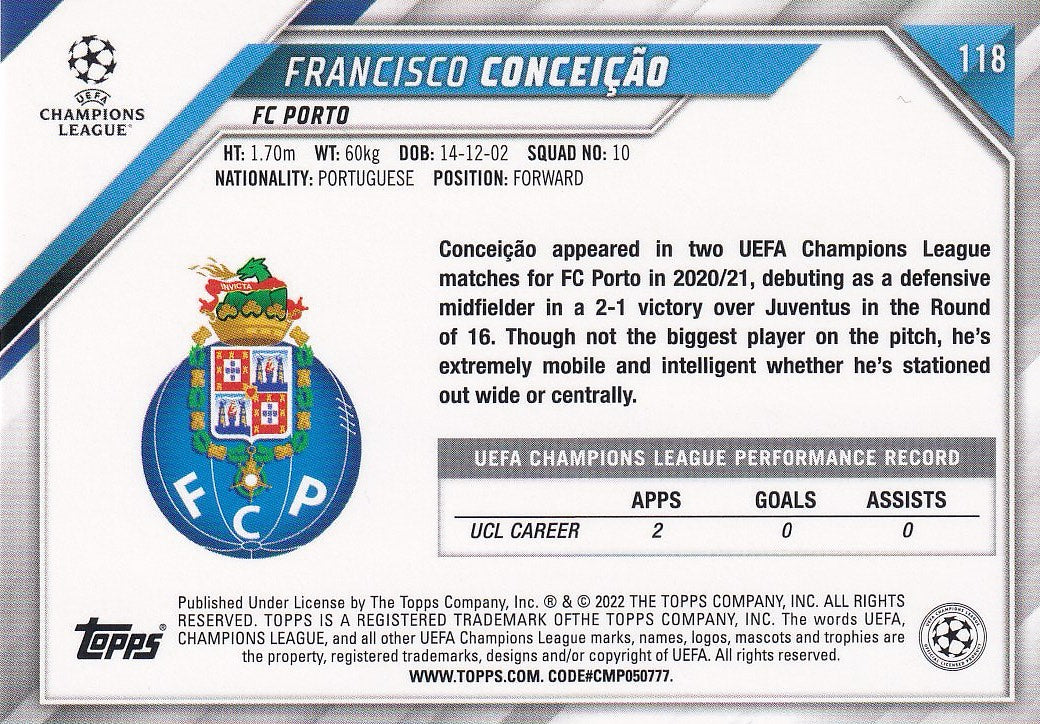 118
FRANCISCO CONCEIÇÃO
UEFA
CHAMPIONS
LEAGUE®
FC PORTO
HT: 1.70m WT: 60kg DOB: 14-12-02 SQUAD NO: 10
NATIONALITY: PORTUGUESE POSITION: FORWARD
Conceição appeared in two UEFA Champions League
matches for FC Porto in 2020/21, debuting as a defensive
midfielder in a 2-1 victory over Juventus in the Round
of 16. Though not the biggest player on the pitch, he's
extremely mobile and intelligent whether he's stationed
out wide or centrally.
INVICTA
F C P
UEFA CHAMPIONS LEAGUE PERFORMANCE RECORD
APPS GOALS ASSISTS
UCL CAREER 2 0 0
Published Under License by The Topps Company, Inc. ® & © 2022 THE TOPPS COMPANY, INC. ALL RIGHTS
RESERVED. TOPPS IS A REGISTERED TRADEMARK OFTHE TOPPS COMPANY, INC. The words UEFA,
CHAMPIONS LEAGUE, and all other UEFA Champions League marks, names, logos, mascots and trophies are
the property, registered trademarks, designs and/or copyright of UEFA. All rights reserved.
WWW.TOPPS.COM. CODE#CMP050777.
TOPPS®